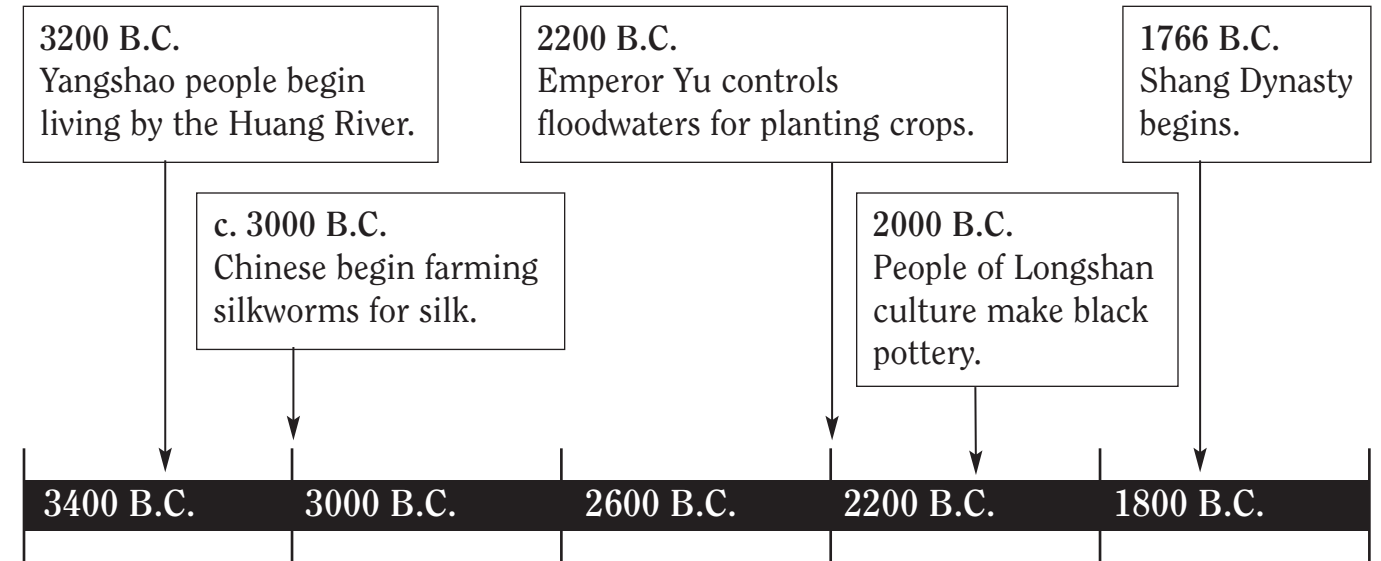 3200 B.C.
Yangshao people begin
living by the Huang River.
2200 B.C.
Emperor Yu controls
floodwaters for planting crops.
1766 B.C.
Shang Dynasty
begins.
c. 3000 B.C.
Chinese begin farming
silkworms for silk.
2000 B.C.
People of Longshan
culture make black
pottery.
3400 B.C. 3000 B.C. 2600 B.C. 2200 B.C. 1800 B.C.